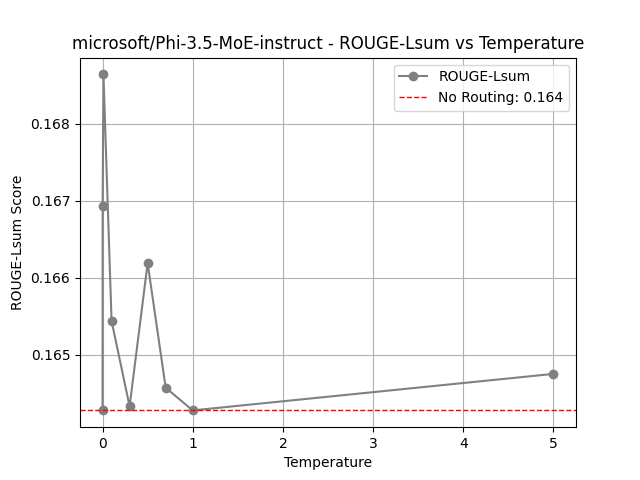 microsoft/Phi-3.5-MoE-instruct - ROUGE-Lsum vs Temperature
ROUGE-Lsum
No Routing: 0.164
0.168
0.167
0.166
0.165
ROUGE-Lsum Score
0 1 2 3 4 5
Temperature